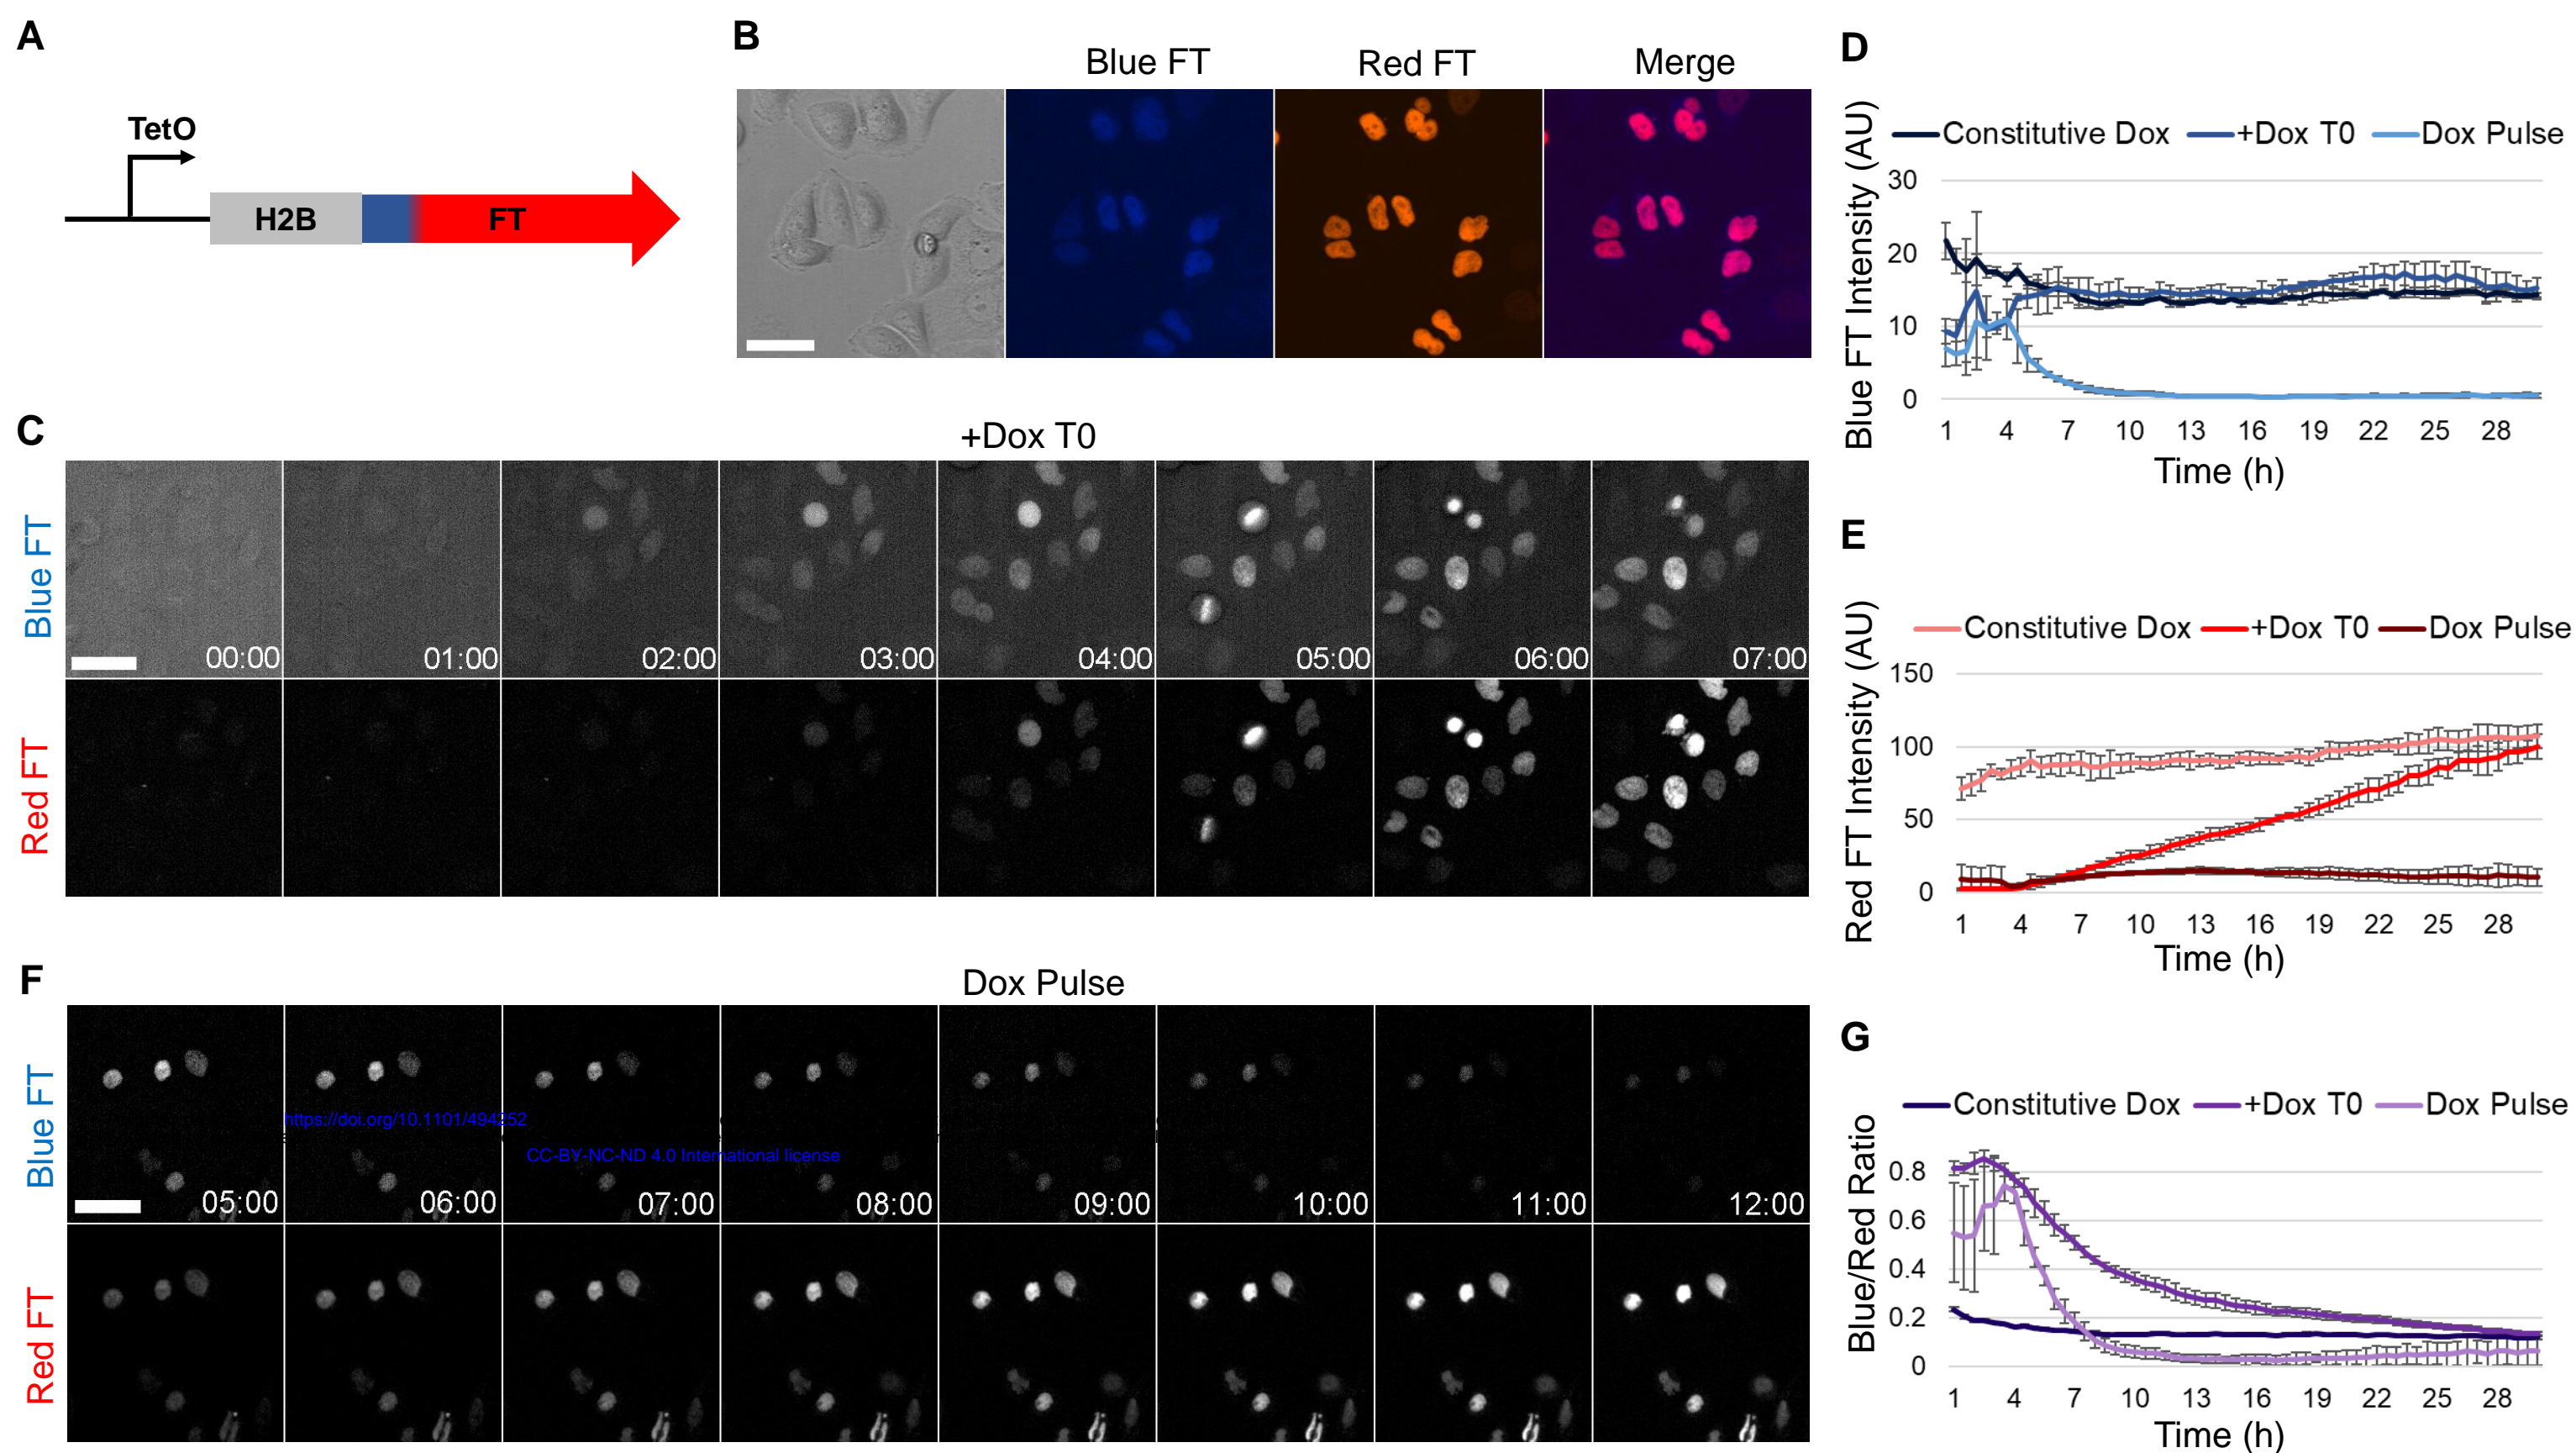 A
TetO
H2B
FT
B
Blue FT
Red FT
Merge
C
+Dox T0
Blue FT
00:00
01:00
02:00
03:00
04:00
05:00
06:00
07:00
Red FT
D
Constitutive Dox
+Dox T0
Dox Pulse
Blue FT Intensity (AU)
30
20
10
0
1 4 7 10 13 16 19 22 25 28
Time (h)
E
Constitutive Dox
+Dox T0
Dox Pulse
Red FT Intensity (AU)
150
100
50
0
1 4 7 10 13 16 19 22 25 28
Time (h)
F
Dox Pulse
Blue FT
https://doi.org/10.1101/494252
CC-BY-NC-ND 4.0 International license
05:00
06:00
07:00
08:00
09:00
10:00
11:00
12:00
Red FT
G
Constitutive Dox
+Dox T0
Dox Pulse
Blue/Red Ratio
0.8
0.6
0.4
0.2
0
1 4 7 10 13 16 19 22 25 28
Time (h)